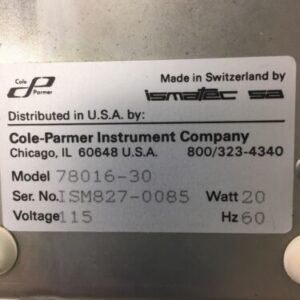 Cole
Parmer
Made in Switzerland by
ismatec sa
Distributed in U.S.A. by:
Cole-Parmer Instrument Company
Chicago, IL 60648 U.S.A. 800/323-4340
Model 78016-30
Ser. No. ISM827-0085 Watt 20
Voltage 115 Hz 60